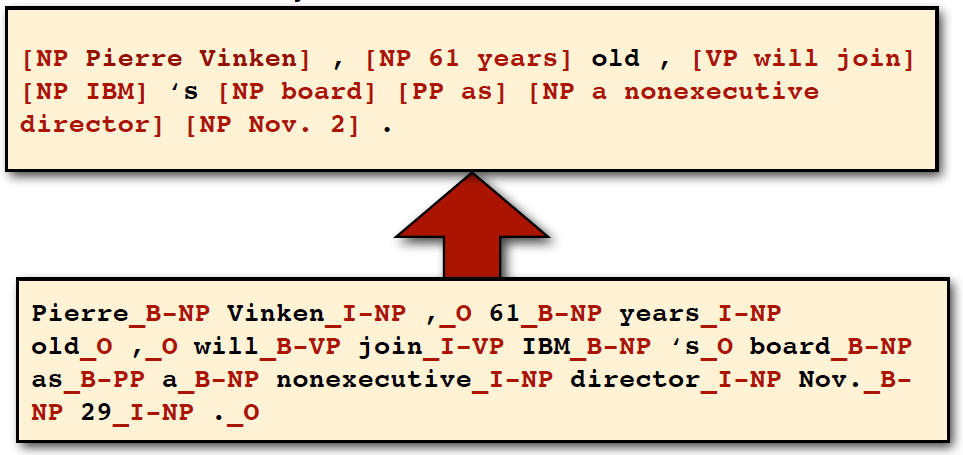 [NP Pierre Vinken] , [NP 61 years] old , [VP will join]
[NP IBM] ‘s [NP board] [PP as] [NP a nonexecutive
director] [NP Nov. 2] .
Pierre_B-NP Vinken_I-NP ,_O 61_B-NP years_I-NP
old_O ,_O will_B-VP join_I-VP IBM_B-NP ‘s_O board_B-NP
as_B-PP a_B-NP nonexecutive_I-NP director_I-NP Nov._B-
NP 29_I-NP ._O